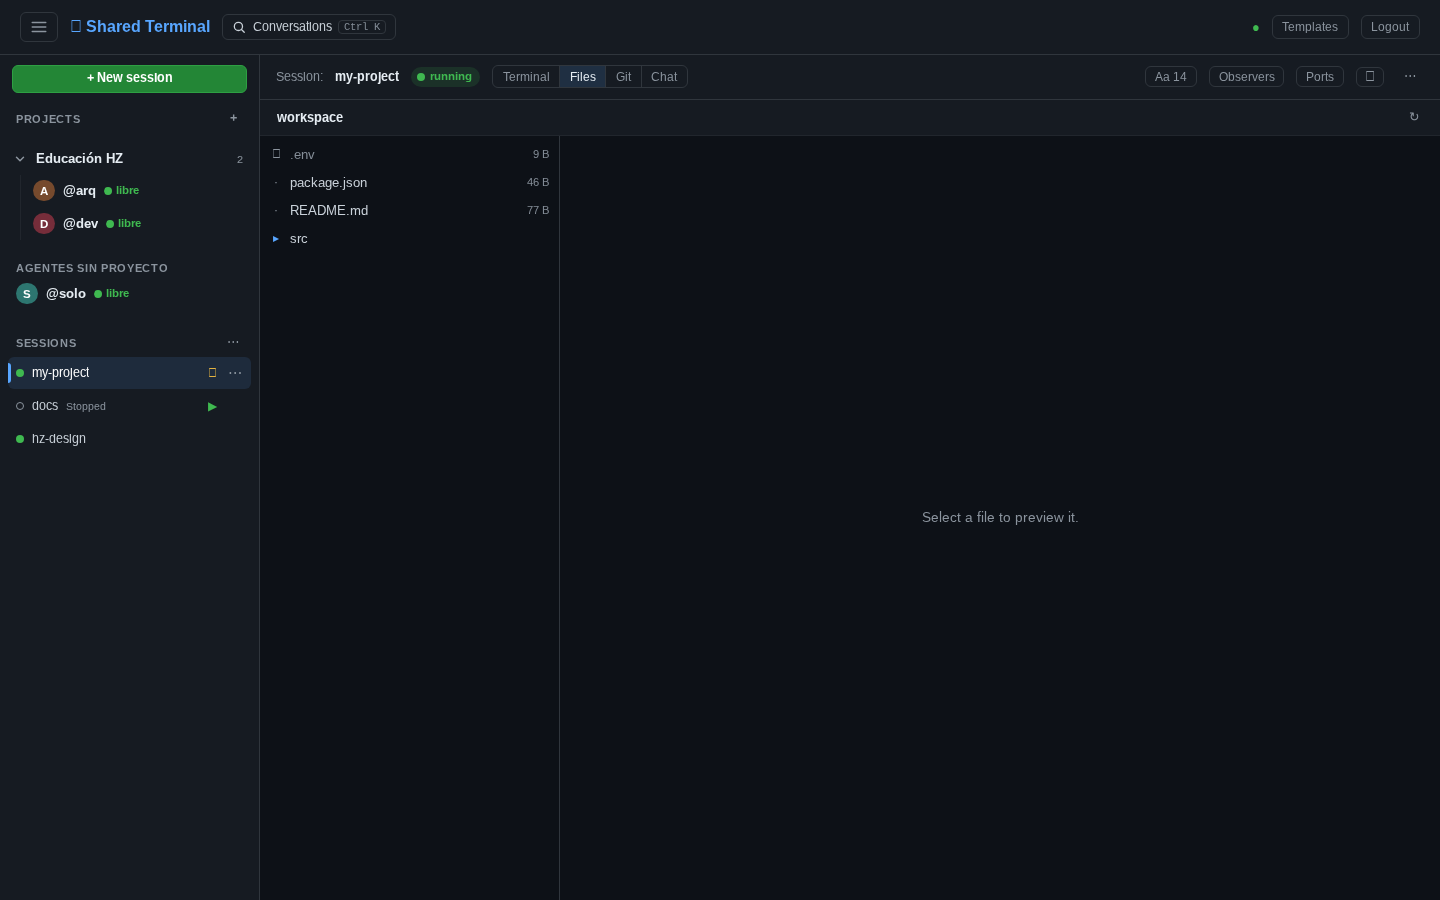 Shared Terminal
Conversations Ctrl K
Templates
Logout
+ New session
PROJECTS +
Educación HZ 2
A @arq libre
D @dev libre
AGENTES SIN PROYECTO
S @solo libre
SESSIONS ...
my-project ...
docs Stopped
hz-design
Session: my-project running
Terminal Files Git Chat
Aa 14 Observers Ports ...
workspace
.env 9 B
package.json 46 B
README.md 77 B
src
Select a file to preview it.